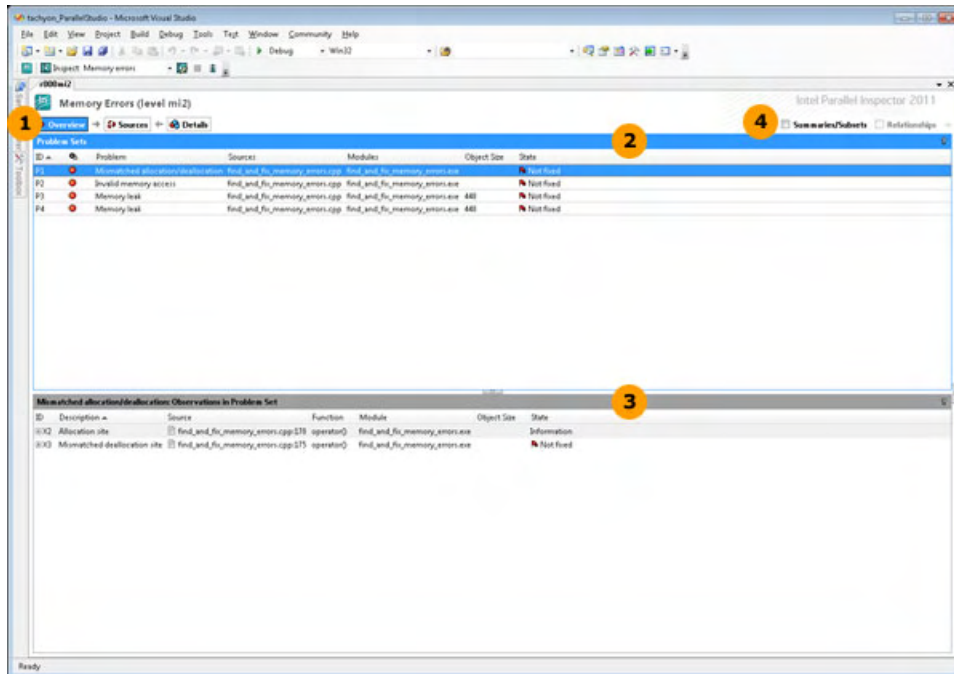 tachyon_ParallelStudio - Microsoft Visual Studio
File Edit View Project Build Debug Tools Test Window Community Help
Debug Win32
Inspect: Memory errors
r000mi2
Memory Errors (level mi2) Intel Parallel Inspector 2011
1 Overview Sources Details 4 Summaries/Subsets Relationships
Toolbox
Problem Sets 2
ID Problem Sources Modules Object Size State
P1 Mismatched allocation/deallocation find_and_fix_memory_errors.cpp find_and_fix_memory_errors.exe Not fixed
P2 Invalid memory access find_and_fix_memory_errors.cpp find_and_fix_memory_errors.exe Not fixed
P3 Memory leak find_and_fix_memory_errors.cpp find_and_fix_memory_errors.exe 448 Not fixed
P4 Memory leak find_and_fix_memory_errors.cpp find_and_fix_memory_errors.exe 448 Not fixed
Mismatched allocation/deallocation: Observations in Problem Set 3
ID Description Source Function Module Object Size State
X2 Allocation site find_and_fix_memory_errors.cpp:170 operator() find_and_fix_memory_errors.exe Information
X3 Mismatched deallocation site find_and_fix_memory_errors.cpp:175 operator() find_and_fix_memory_errors.exe Not fixed
Ready